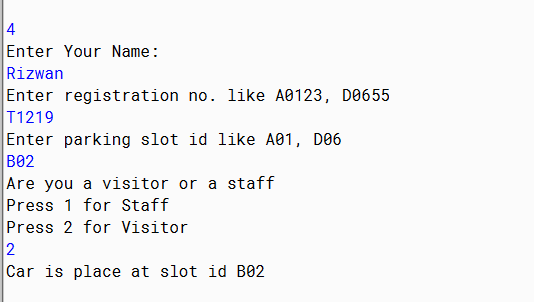 4
Enter Your Name:
Rizwan
Enter registration no. like A0123, D0655
T1219
Enter parking slot id like A01, D06
B02
Are you a visitor or a staff
Press 1 for Staff
Press 2 for Visitor
2
Car is place at slot id B02